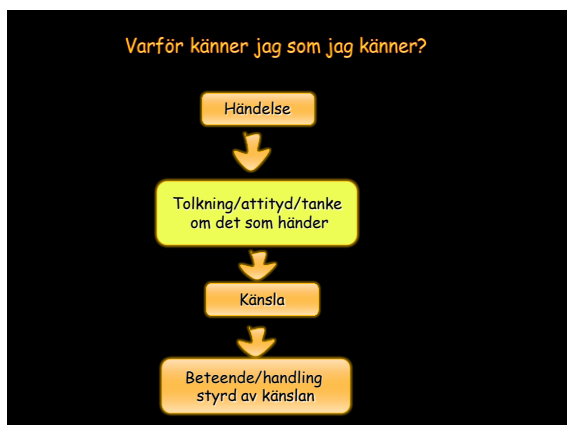 Varför känner jag som jag känner?
Händelse
Tolkning/attityd/tanke
om det som händer
Känsla
Beteende/handling
styrd av känslan